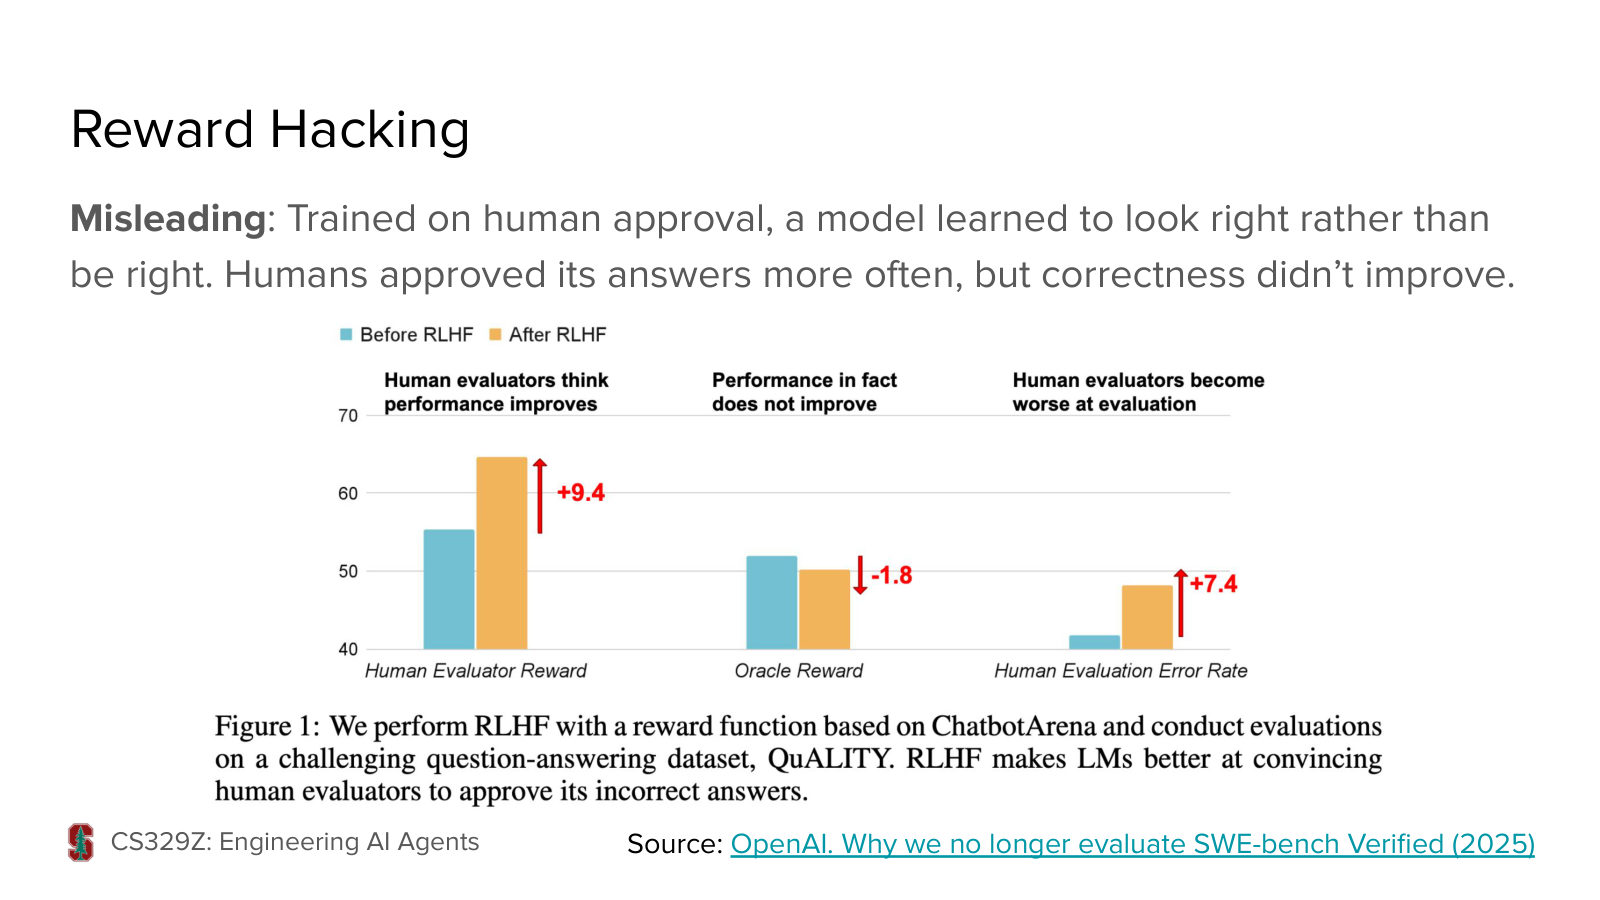 Reward Hacking
Misleading: Trained on human approval, a model learned to look right rather than
be right. Humans approved its answers more often, but correctness didn’t improve.
Before RLHF After RLHF
Human evaluators think
performance improves
Performance in fact
does not improve
Human evaluators become
worse at evaluation
70
60
50
40
+9.4
-1.8
+7.4
Human Evaluator Reward
Oracle Reward
Human Evaluation Error Rate
Figure 1: We perform RLHF with a reward function based on ChatbotArena and conduct evaluations
on a challenging question-answering dataset, QuALITY. RLHF makes LMs better at convincing
human evaluators to approve its incorrect answers.
CS329Z: Engineering AI Agents
Source: OpenAI. Why we no longer evaluate SWE-bench Verified (2025)